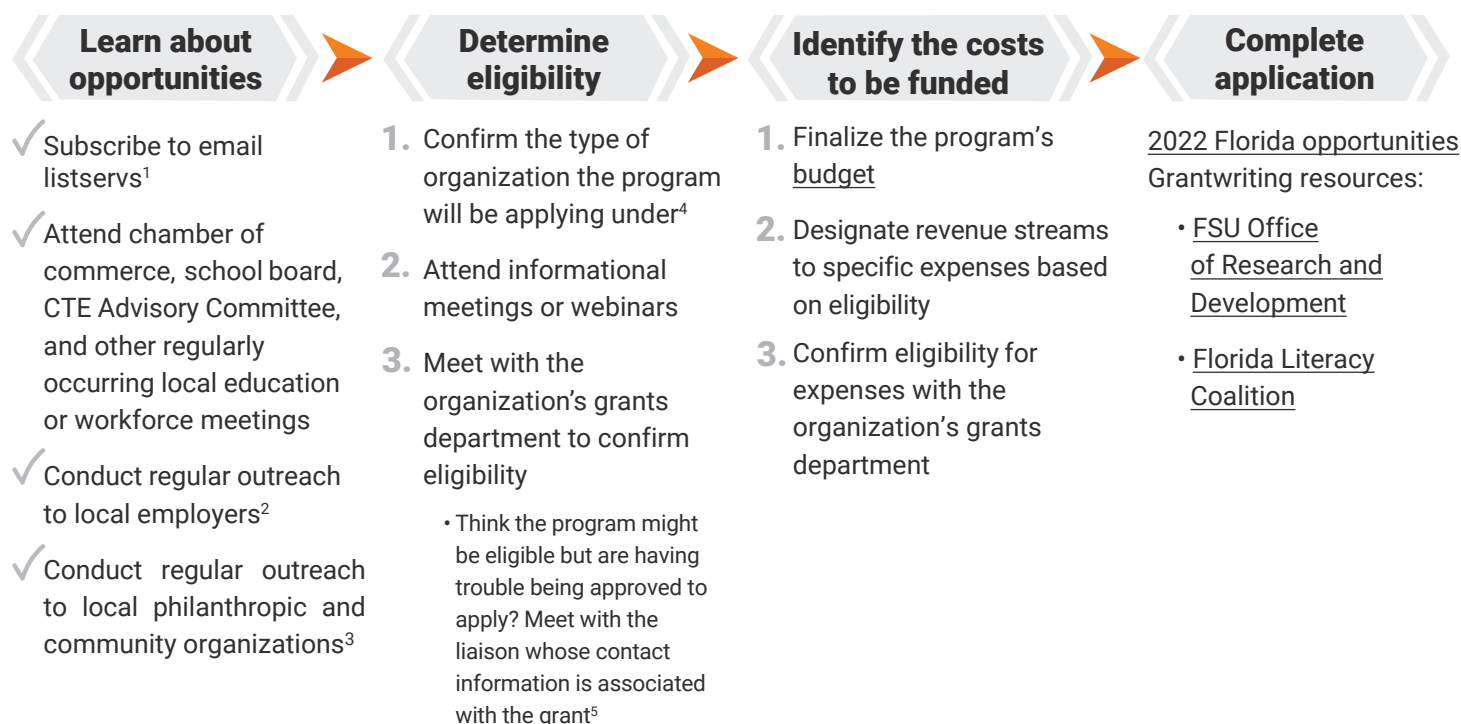 Learn about
opportunities
✓ Subscribe to email
listservs¹
✓ Attend chamber of
commerce, school board,
CTE Advisory Committee,
and other regularly
occurring local education
or workforce meetings
✓ Conduct regular outreach
to local employers²
✓ Conduct regular outreach
to local philanthropic and
community organizations³
Determine
eligibility
1. Confirm the type of
organization the program
will be applying under⁴
2. Attend informational
meetings or webinars
3. Meet with the
organization's grants
department to confirm
eligibility
• Think the program might
be eligible but are having
trouble being approved to
apply? Meet with the
liaison whose contact
information is associated
with the grant⁵
Identify the costs
to be funded
1. Finalize the program's
budget
2. Designate revenue streams
to specific expenses based
on eligibility
3. Confirm eligibility for
expenses with the
organization's grants
department
Complete
application
2022 Florida opportunities
Grantwriting resources:
• FSU Office
of Research and
Development
• Florida Literacy
Coalition